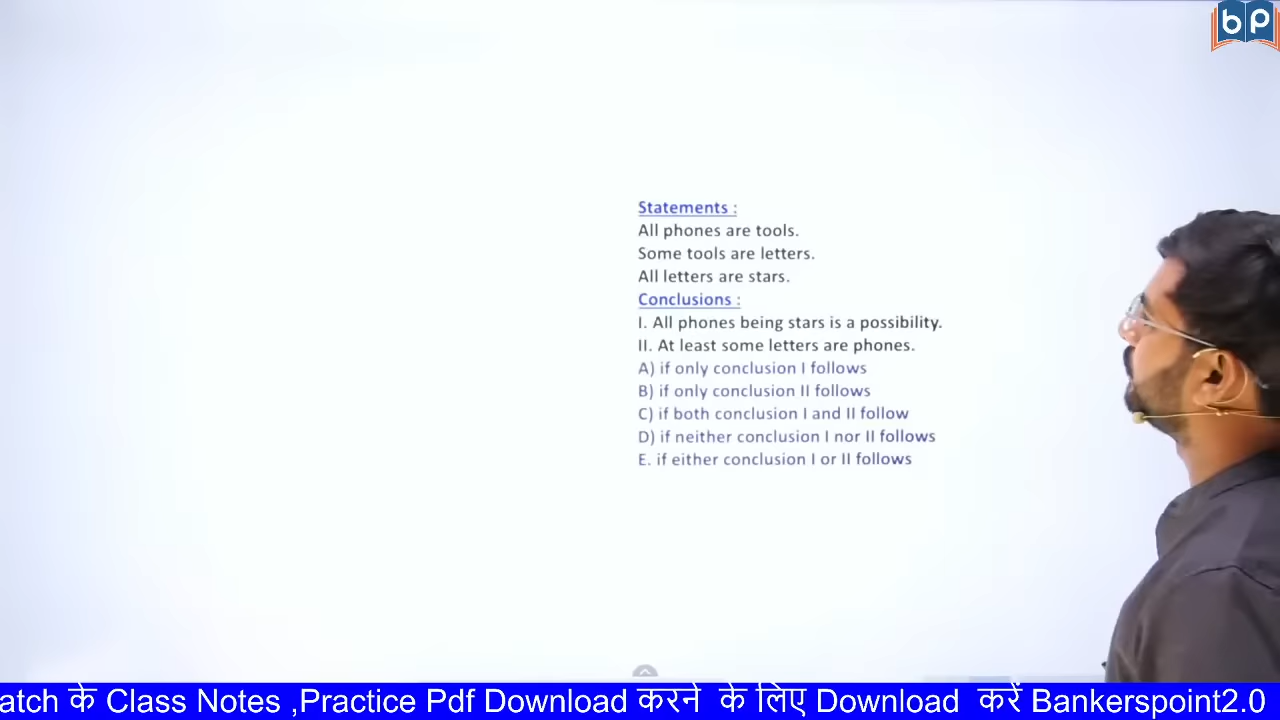 bp
Statements :
All phones are tools.
Some tools are letters.
All letters are stars.
Conclusions :
I. All phones being stars is a possibility.
II. At least some letters are phones.
A) if only conclusion I follows
B) if only conclusion II follows
C) if both conclusion I and II follow
D) if neither conclusion I nor II follows
E. if either conclusion I or II follows
atch के Class Notes ,Practice Pdf Download करने के लिए Download करें Bankerspoint2.0